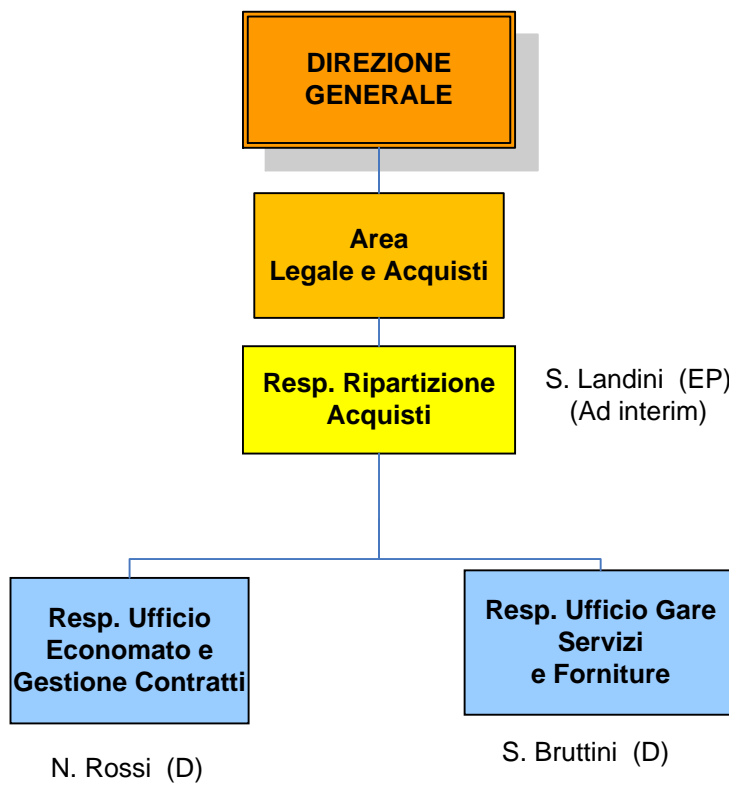 DIREZIONE
GENERALE
Area
Legale e Acquisti
Resp. Ripartizione
Acquisti
S. Landini (EP)
(Ad interim)
Resp. Ufficio
Economato e
Gestione Contratti
N. Rossi (D)
Resp. Ufficio Gare
Servizi
e Forniture
S. Bruttini (D)